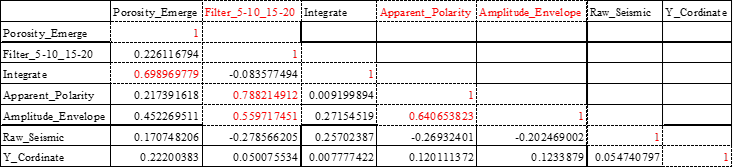 Porosity_Emerge Filter_5-10_15-20 Integrate Apparent_Polarity Amplitude_Envelope Raw_Seismic Y_Cordinate
Porosity_Emerge 1
Filter_5-10_15-20 0.226116794 1
Integrate 0.698969779 -0.083577494 1
Apparent_Polarity 0.217391618 0.788214912 0.009199894 1
Amplitude_Envelope 0.452269511 0.559717451 0.27154519 0.640653823 1
Raw_Seismic 0.170748206 -0.278566205 0.25702387 -0.26932401 -0.202469002 1
Y_Cordinate 0.22200383 0.050075534 0.007777422 0.120111372 0.1233879 0.054740797 1